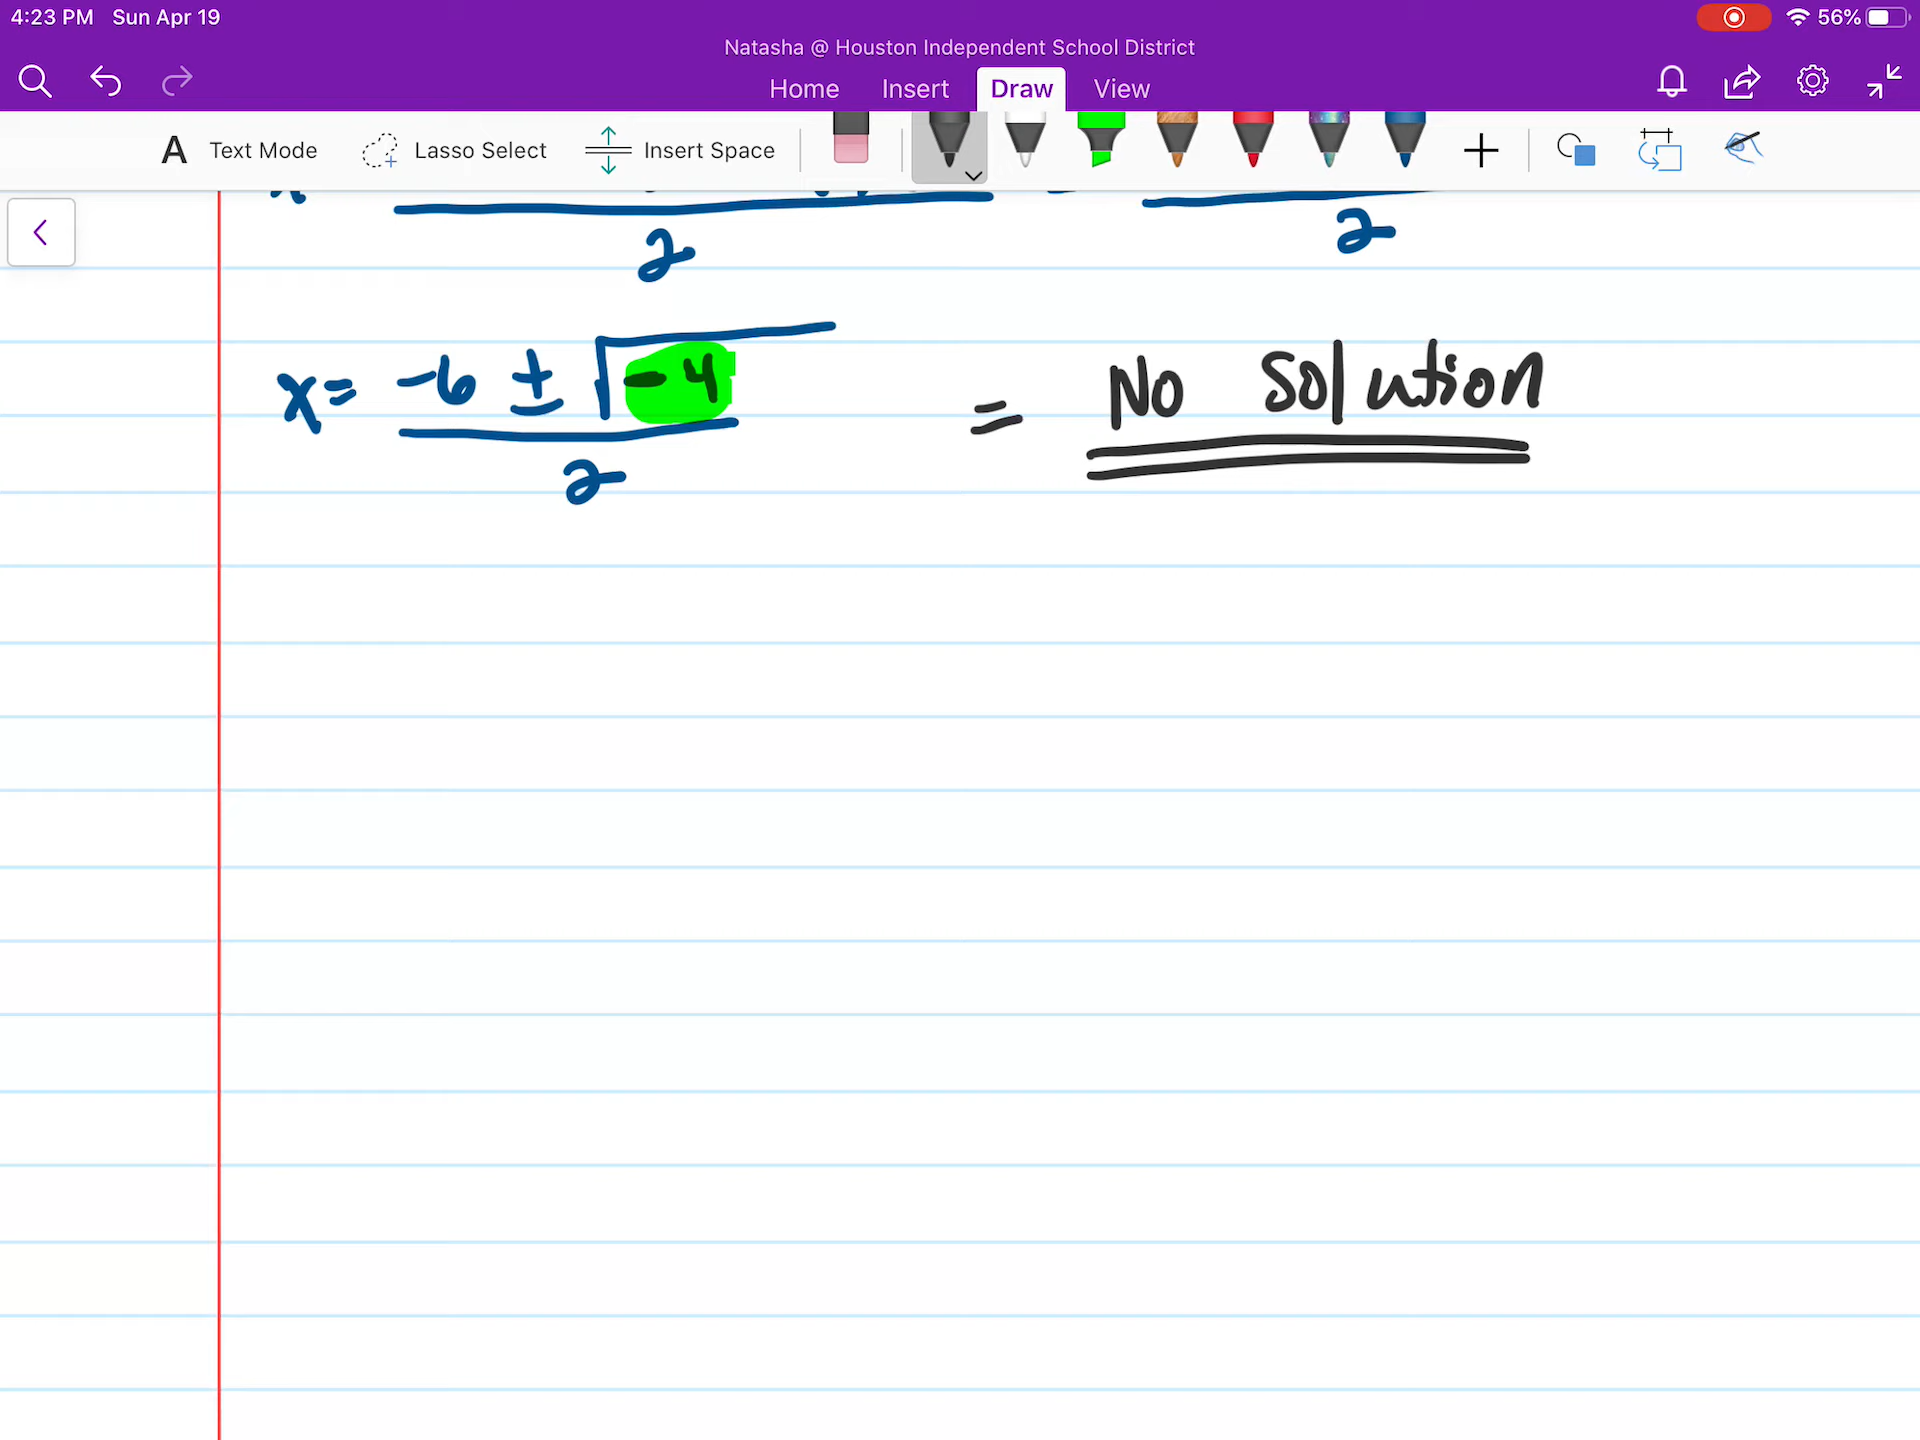 4:23 PM Sun Apr 19 56%
Natasha @ Houston Independent School District
Home Insert Draw View
A Text Mode Lasso Select Insert Space
2 2
x = -6 ± √-4 = No Solution
2